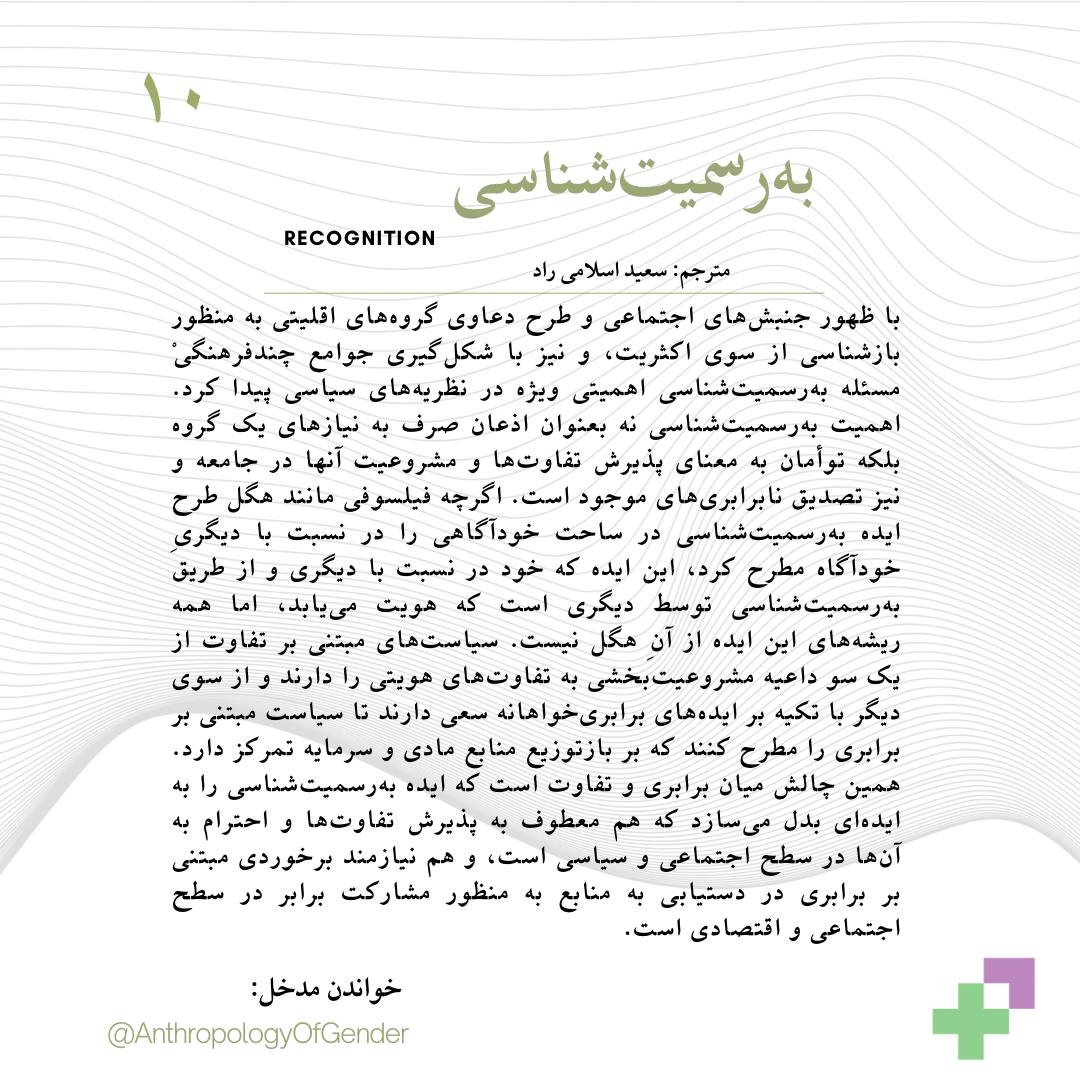 ۱۰
به‌رسمیت‌شناسی
RECOGNITION
مترجم: سعید اسلامی راد
با ظهور جنبش‌های اجتماعی و طرح دعاوی گروه‌های اقلیتی به منظور
بازشناسی از سوی اکثریت، و نیز با شکل‌گیری جوامع چندفرهنگیْ
مسئله به‌رسمیت‌شناسی اهمیتی ویژه در نظریه‌های سیاسی پیدا کرد.
اهمیت به‌رسمیت‌شناسی نه بعنوان اذعان صرف به نیازهای یک گروه
بلکه توأمان به معنای پذیرش تفاوت‌ها و مشروعیت آنها در جامعه و
نیز تصدیق نابرابری‌های موجود است. اگرچه فیلسوفی مانند هگل طرح
ایده به‌رسمیت‌شناسی در ساحت خودآگاهی را در نسبت با دیگریِ
خودآگاه مطرح کرد، این ایده که خود در نسبت با دیگری و از طریق
به‌رسمیت‌شناسی توسط دیگری است که هویت می‌یابد، اما همه
ریشه‌های این ایده از آنِ هگل نیست. سیاست‌های مبتنی بر تفاوت از
یک سو داعیه مشروعیت‌بخشی به تفاوت‌های هویتی را دارند و از سوی
دیگر با تکیه بر ایده‌های برابری‌خواهانه سعی دارند تا سیاست مبتنی بر
برابری را مطرح کنند که بر بازتوزیع منابع مادی و سرمایه تمرکز دارد.
همین چالش میان برابری و تفاوت است که ایده به‌رسمیت‌شناسی را به
ایده‌ای بدل می‌سازد که هم معطوف به پذیرش تفاوت‌ها و احترام به
آن‌ها در سطح اجتماعی و سیاسی است، و هم نیازمند برخوردی مبتنی
بر برابری در دستیابی به منابع به منظور مشارکت برابر در سطح
اجتماعی و اقتصادی است.
خواندن مدخل:
@AnthropologyOfGender